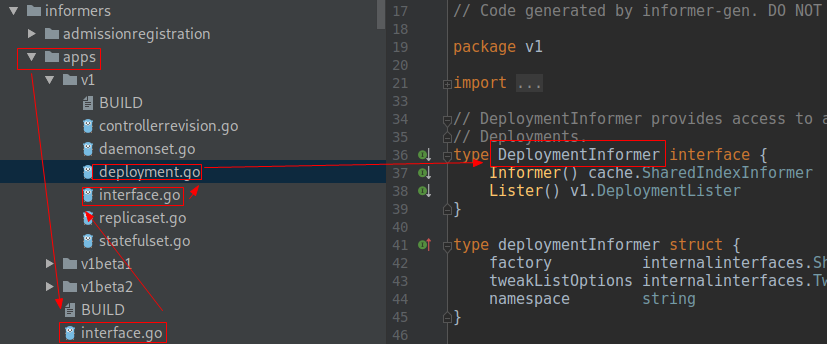 informers
admissionregistration
apps
v1
BUILD
controllerrevision.go
daemonset.go
deployment.go
interface.go
replicaset.go
statefulset.go
v1beta1
v1beta2
BUILD
interface.go
17 // Code generated by informer-gen. DO NOT
18
19 package v1
20
21 import ...
33
34 // DeploymentInformer provides access to a
35 // Deployments.
36 type DeploymentInformer interface {
37 Informer() cache.SharedIndexInformer
38 Lister() v1.DeploymentLister
39 }
40
41 type deploymentInformer struct {
42 factory internalinterfaces.Sh
43 tweakListOptions internalinterfaces.Tw
44 namespace string
45 }
46